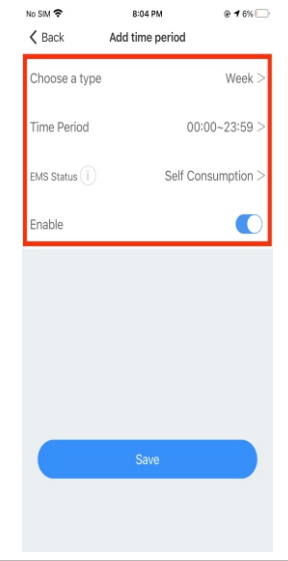 No SIM 8:04 PM 6%
Back Add time period
Choose a type Week >
Time Period 00:00~23:59 >
EMS Status i Self Consumption >
Enable
Save